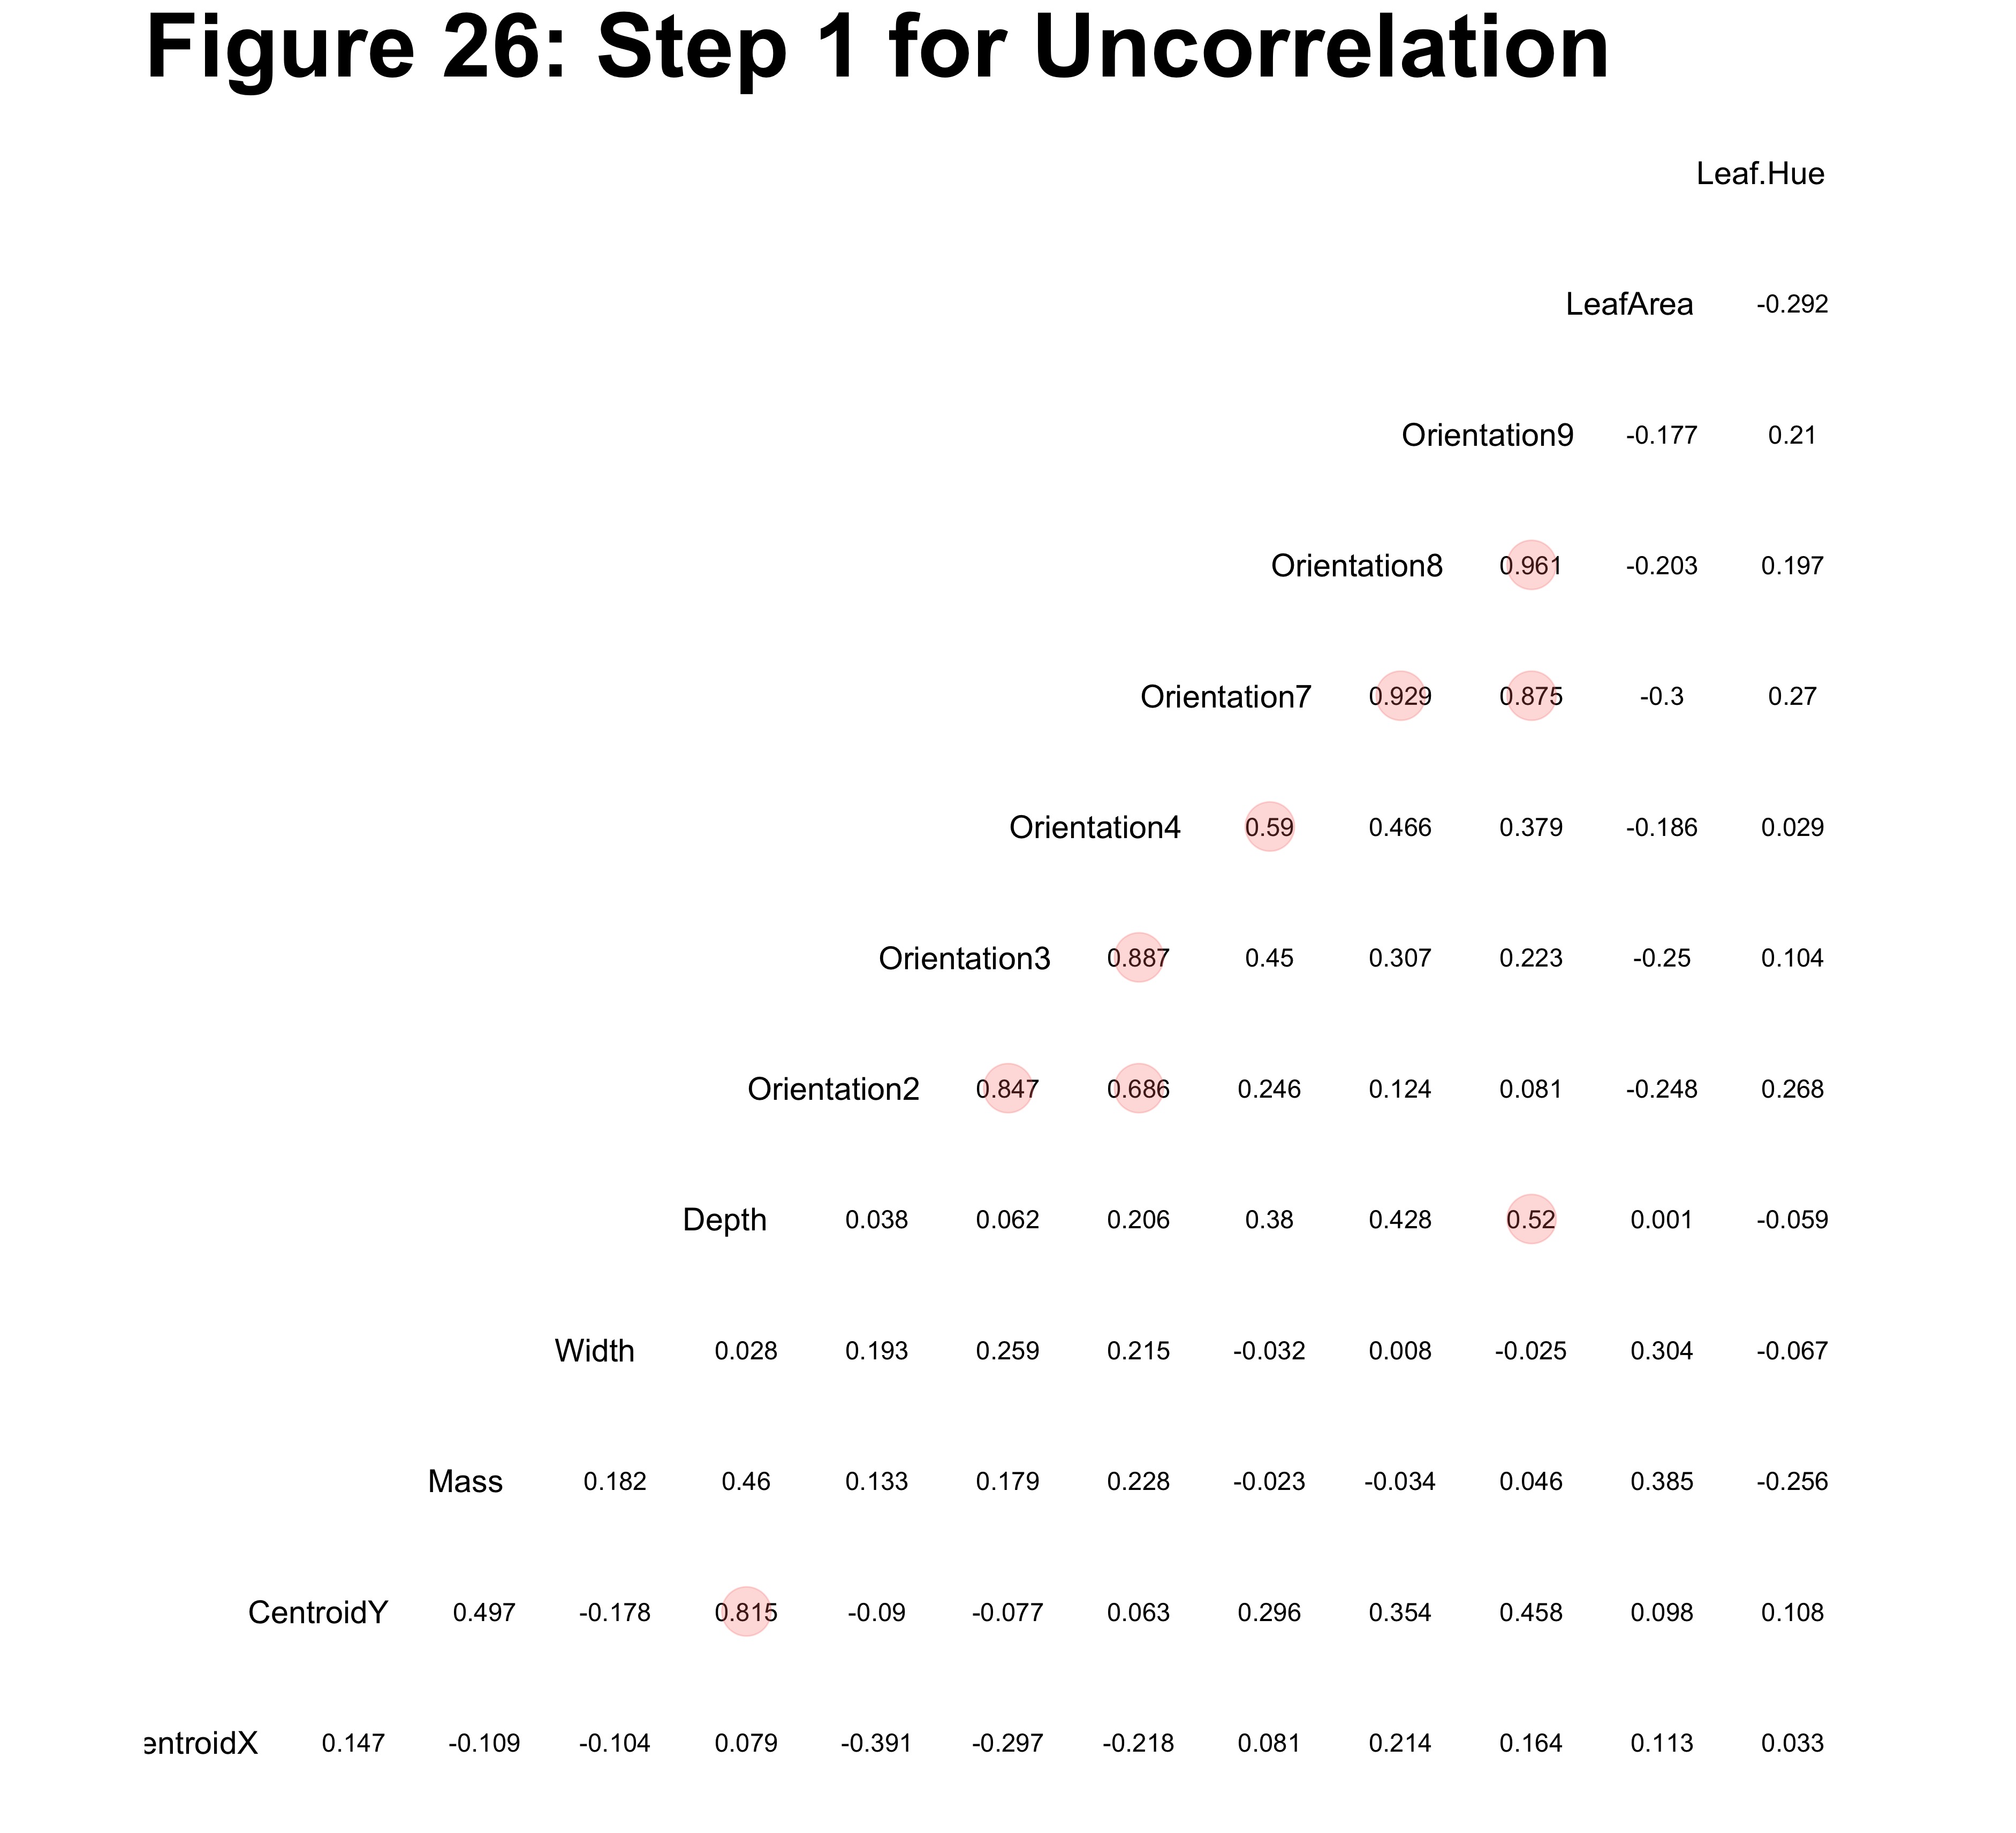 Figure 26: Step 1 for Uncorrelation
Leaf.Hue
LeafArea -0.292
Orientation9 -0.177 0.21
Orientation8 0.961 -0.203 0.197
Orientation7 0.929 0.875 -0.3 0.27
Orientation4 0.59 0.466 0.379 -0.186 0.029
Orientation3 0.887 0.45 0.307 0.223 -0.25 0.104
Orientation2 0.847 0.686 0.246 0.124 0.081 -0.248 0.268
Depth 0.038 0.062 0.206 0.38 0.428 0.52 0.001 -0.059
Width 0.028 0.193 0.259 0.215 -0.032 0.008 -0.025 0.304 -0.067
Mass 0.182 0.46 0.133 0.179 0.228 -0.023 -0.034 0.046 0.385 -0.256
CentroidY 0.497 -0.178 0.815 -0.09 -0.077 0.063 0.296 0.354 0.458 0.098 0.108
entroidX 0.147 -0.109 -0.104 0.079 -0.391 -0.297 -0.218 0.081 0.214 0.164 0.113 0.033